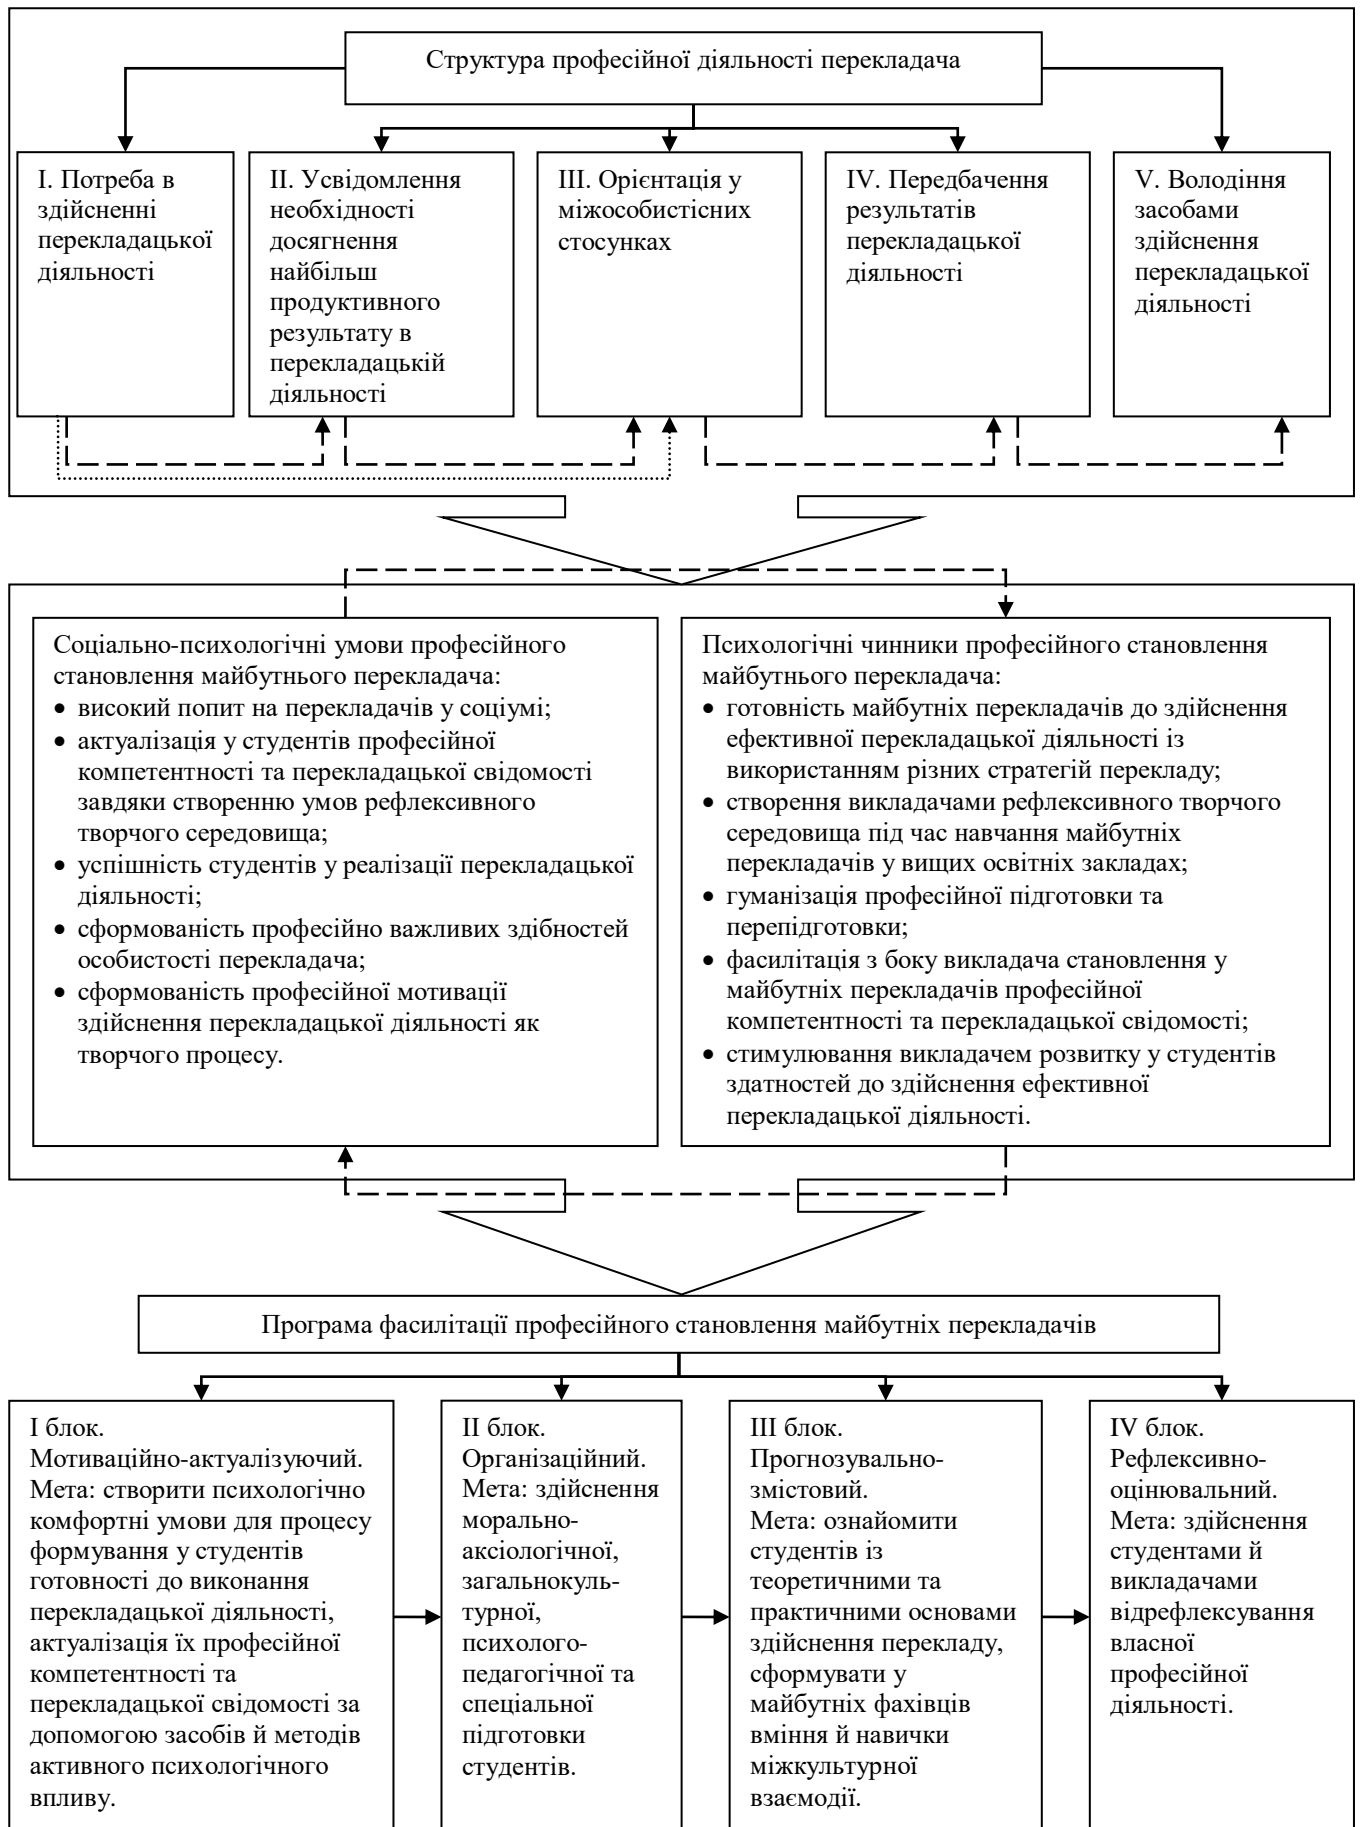 Структура професійної діяльності перекладача
І. Потреба в
здійсненні
перекладацької
діяльності
ІІ. Усвідомлення
необхідності
досягнення
найбільш
продуктивного
результату в
перекладацькій
діяльності
ІІІ. Орієнтація у
міжособистісних
стосунках
ІV. Передбачення
результатів
перекладацької
діяльності
V. Володіння
засобами
здійснення
перекладацької
діяльності
Соціально-психологічні умови професійного
становлення майбутнього перекладача:
• високий попит на перекладачів у соціумі;
• актуалізація у студентів професійної
компетентності та перекладацької свідомості
завдяки створенню умов рефлексивного
творчого середовища;
• успішність студентів у реалізації перекладацької
діяльності;
• сформованість професійно важливих здібностей
особистості перекладача;
• сформованість професійної мотивації
здійснення перекладацької діяльності як
творчого процесу.
Психологічні чинники професійного становлення
майбутнього перекладача:
• готовність майбутніх перекладачів до здійснення
ефективної перекладацької діяльності із
використанням різних стратегій перекладу;
• створення викладачами рефлексивного творчого
середовища під час навчання майбутніх
перекладачів у вищих освітніх закладах;
• гуманізація професійної підготовки та
перепідготовки;
• фасилітація з боку викладача становлення у
майбутніх перекладачів професійної
компетентності та перекладацької свідомості;
• стимулювання викладачем розвитку у студентів
здатностей до здійснення ефективної
перекладацької діяльності.
Програма фасилітації професійного становлення майбутніх перекладачів
І блок.
Мотиваційно-актуалізуючий.
Мета: створити психологічно
комфортні умови для процесу
формування у студентів
готовності до виконання
перекладацької діяльності,
актуалізація їх професійної
компетентності та
перекладацької свідомості за
допомогою засобів й методів
активного психологічного
впливу.
ІІ блок.
Організаційний.
Мета: здійснення
морально-
аксіологічної,
загальнокуль-
турної,
психолого-
педагогічної та
спеціальної
підготовки
студентів.
ІІІ блок.
Прогнозувально-
змістовий.
Мета: ознайомити
студентів із
теоретичними та
практичними основами
здійснення перекладу,
сформувати у
майбутніх фахівців
вміння й навички
міжкультурної
взаємодії.
IV блок.
Рефлексивно-
оцінювальний.
Мета: здійснення
студентами й
викладачами
відрефлексування
власної
професійної
діяльності.